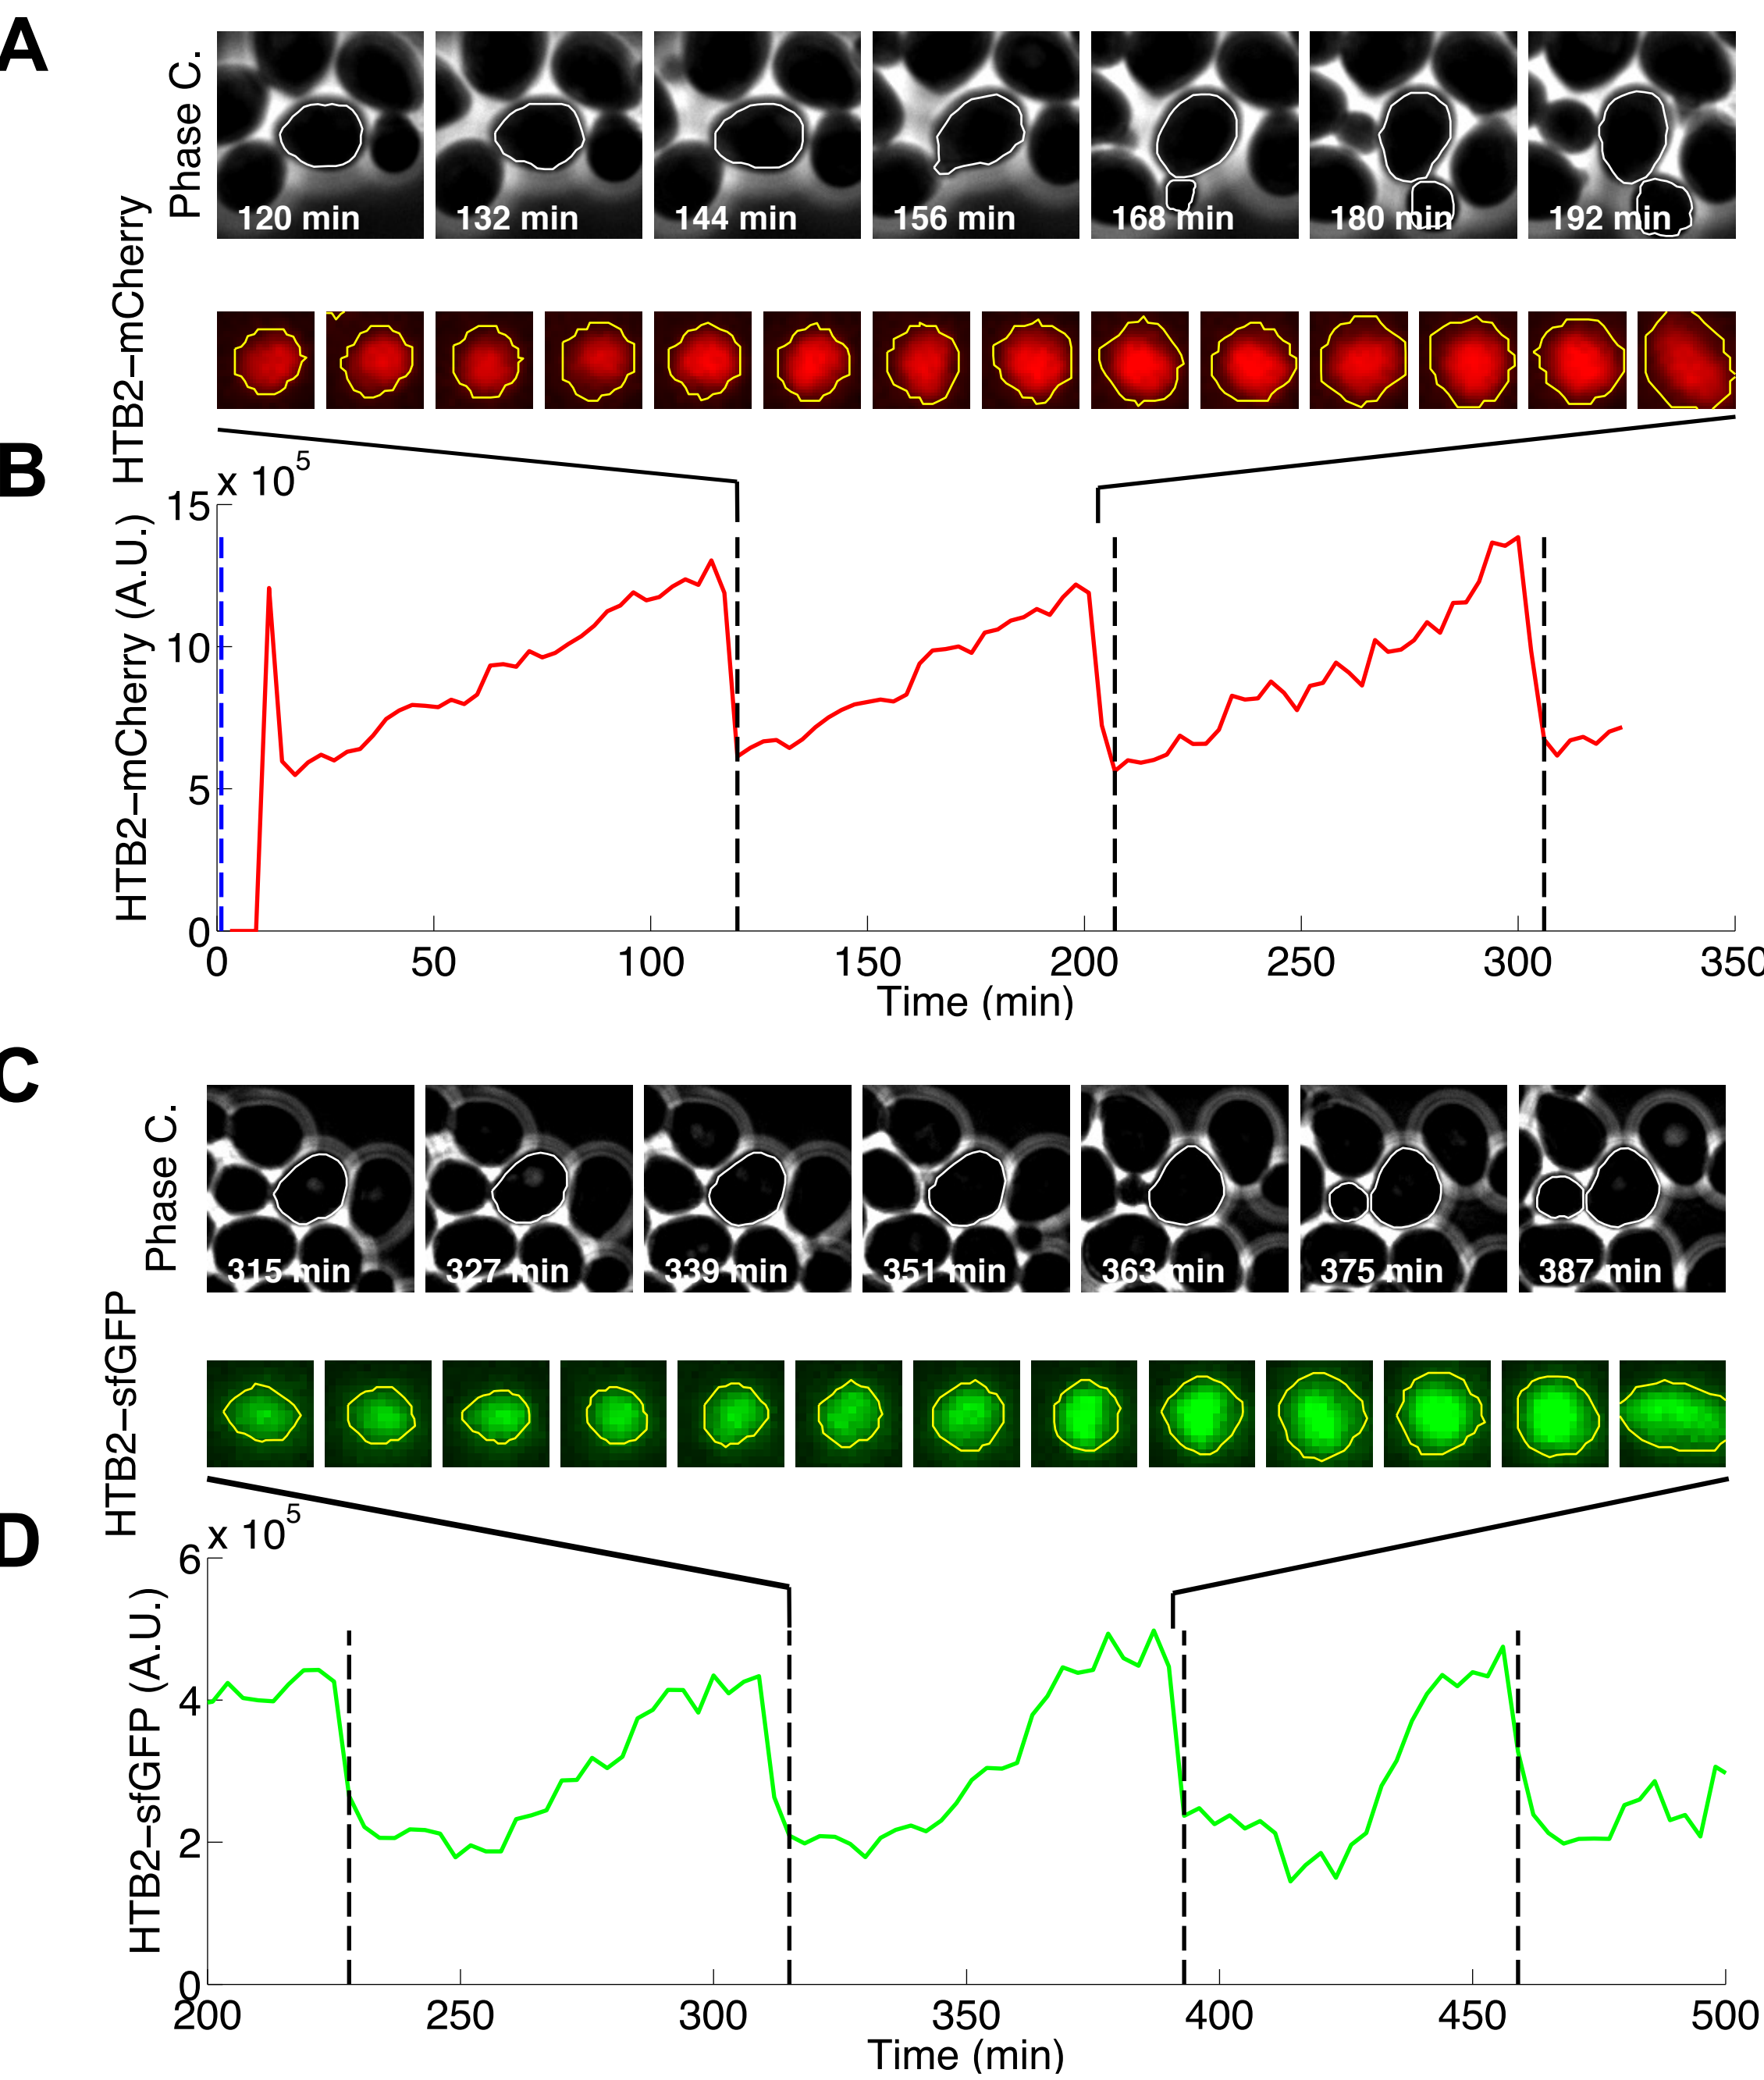 A
Phase C.
120 min 132 min 144 min 156 min 168 min 180 min 192 min
HTB2–mCherry
B
x 10^5
HTB2–mCherry (A.U.)
15
10
5
0
0 50 100 150 200 250 300 350
Time (min)
C
Phase C.
315 min 327 min 339 min 351 min 363 min 375 min 387 min
HTB2–sfGFP
D
x 10^5
HTB2–sfGFP (A.U.)
6
4
2
0
200 250 300 350 400 450 500
Time (min)